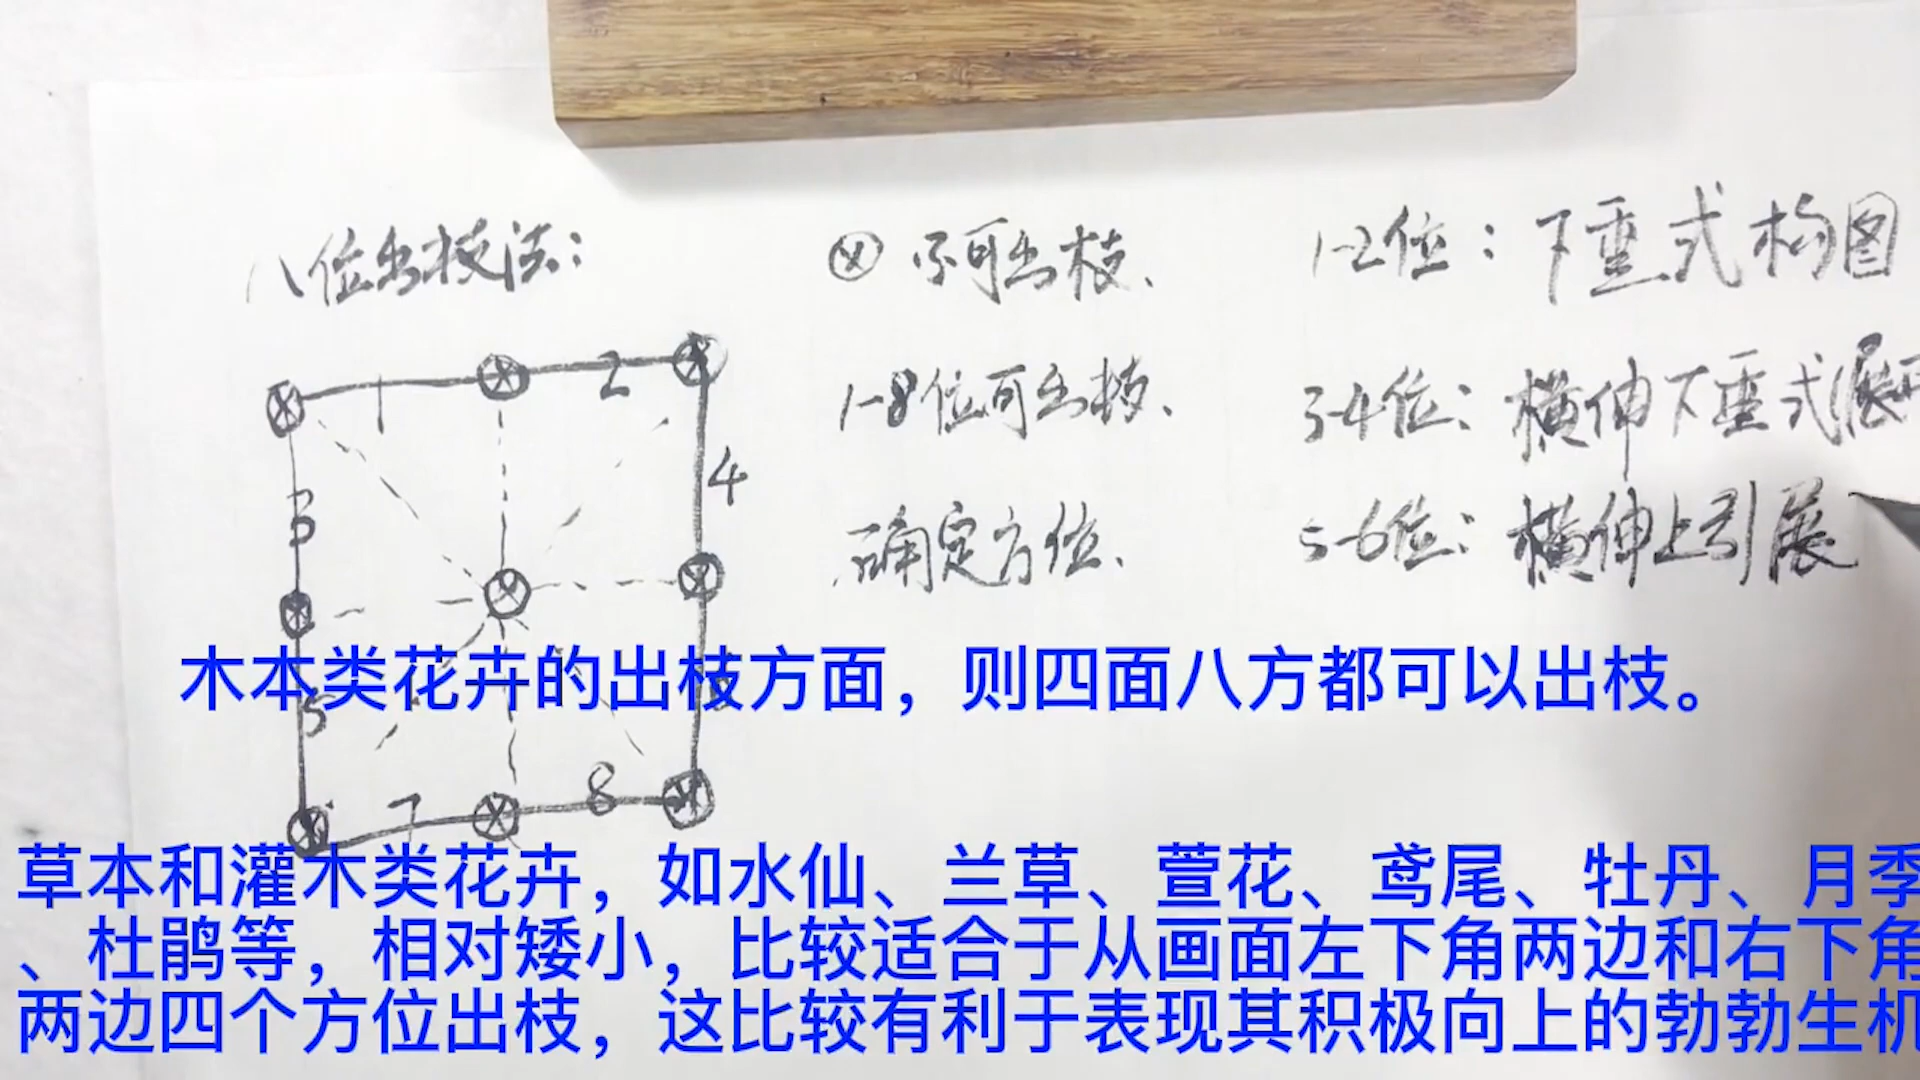 八位出枝法：
⊗ 不可出枝、
1-2位：下垂式构图
1-8位可出枝、
3-4位：横伸下垂式展
确定方位、
5-6位：横伸上引展
1
2
3
4
5
7
8
木本类花卉的出枝方面，则四面八方都可以出枝。
草本和灌木类花卉，如水仙、兰草、萱花、鸢尾、牡丹、月季
、杜鹃等，相对矮小，比较适合于从画面左下角两边和右下角
两边四个方位出枝，这比较有利于表现其积极向上的勃勃生机